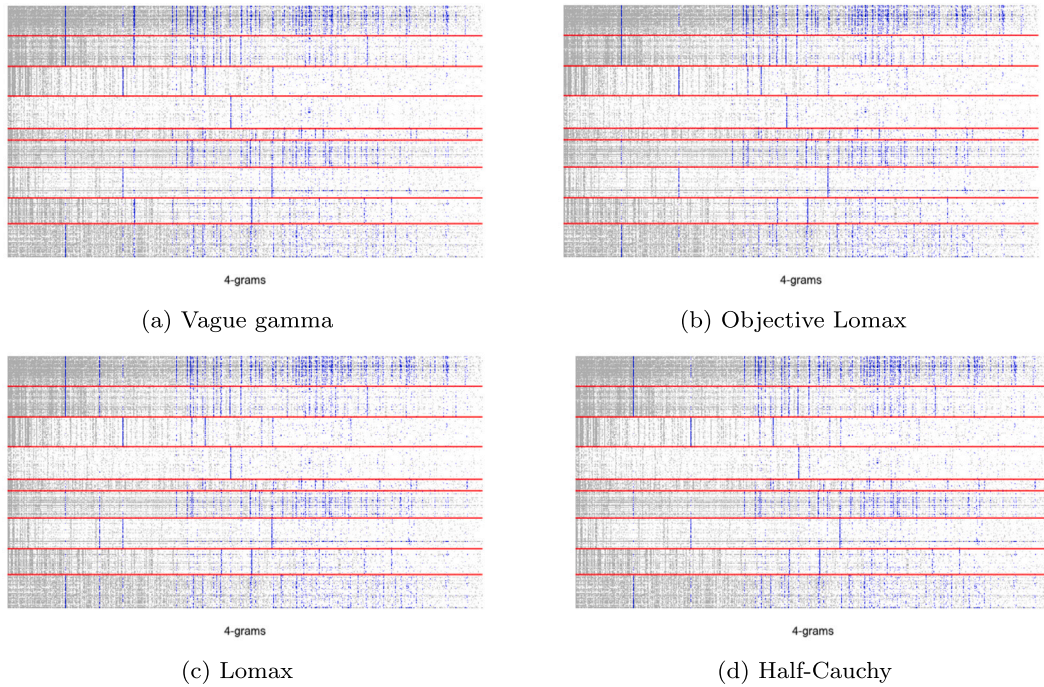 4-grams
4-grams
(a) Vague gamma
(b) Objective Lomax
4-grams
4-grams
(c) Lomax
(d) Half-Cauchy